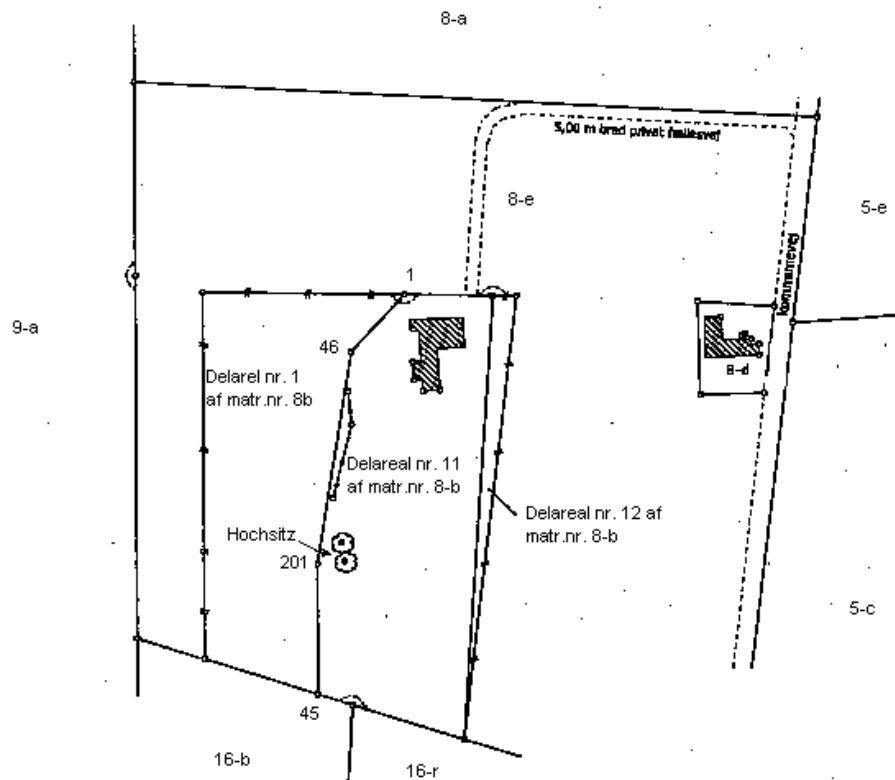 8-a
5,00 m bred privat fællesvej
8-e
5-e
kommunevej
1
9-a
46
8-d
Delarel nr. 1
af matr.nr. 8b
Delareal nr. 11
af matr.nr. 8-b
Delareal nr. 12 af
matr.nr. 8-b
Hochsitz
201
5-c
45
16-b
16-r